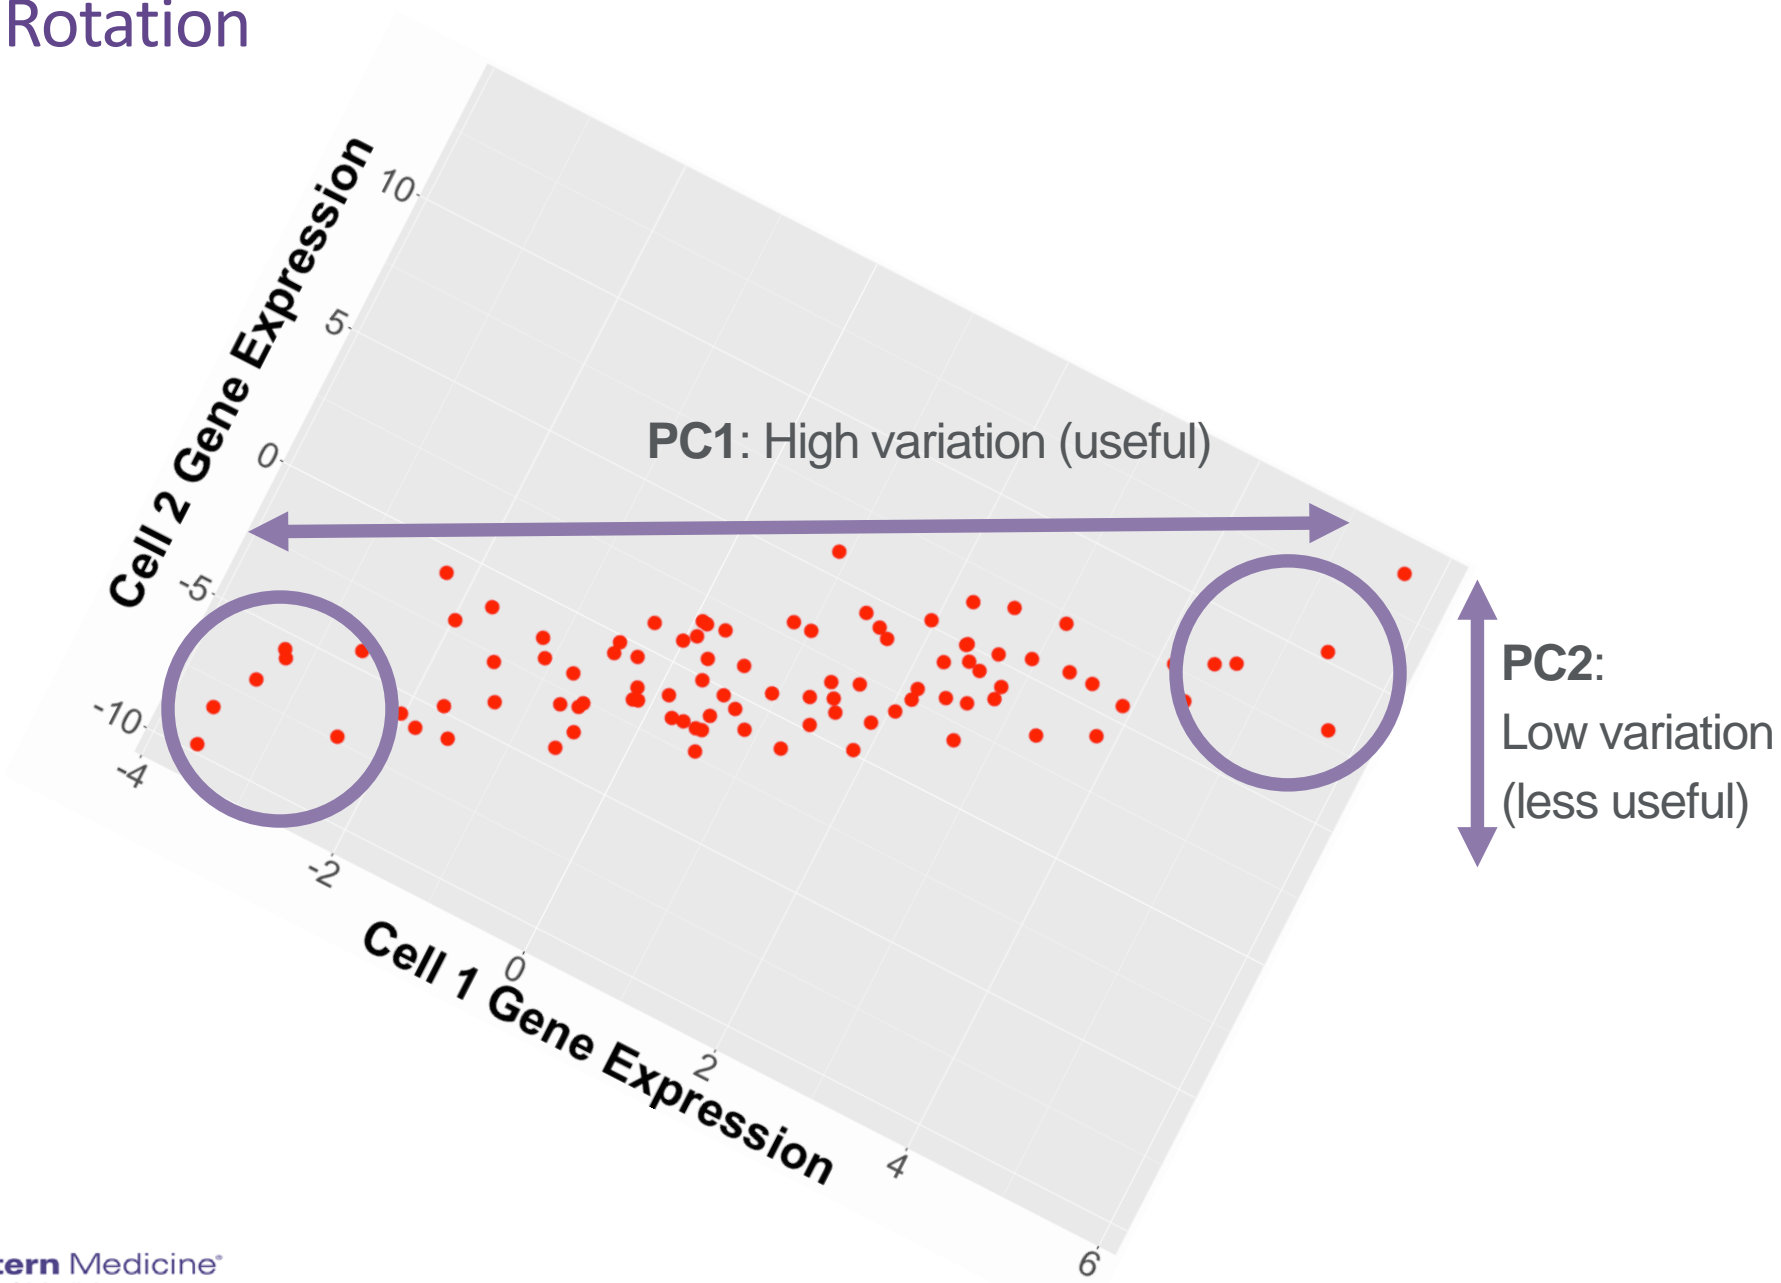 Rotation
Cell 2 Gene Expression
10
5
0
-5
-10
-4
-2
0
2
4
6
Cell 1 Gene Expression
PC1: High variation (useful)
PC2:
Low variation
(less useful)
Medicine®